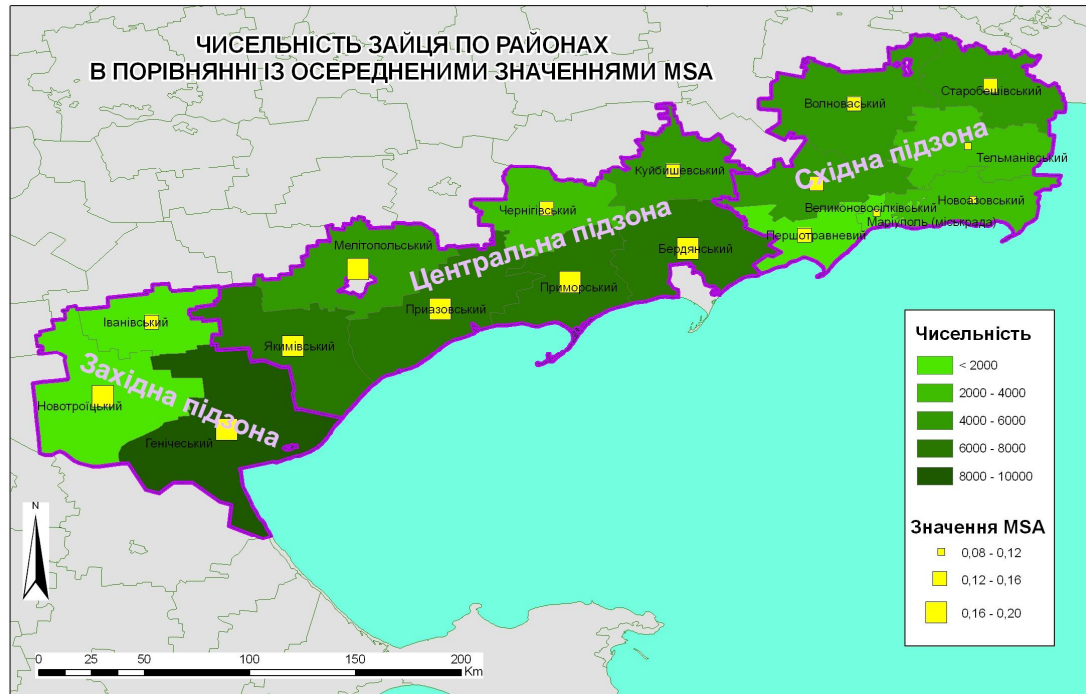 ЧИСЕЛЬНІСТЬ ЗАЙЦЯ ПО РАЙОНАХ
В ПОРІВНЯННІ ІЗ ОСЕРЕДНЕНИМИ ЗНАЧЕННЯМИ MSA
Волноваський
Старобешівський
Східна підзона
Тельманівський
Куйбишевський
Великоновосілківський
Новоазовський
Маріуполь (міськрада)
Першотравневий
Чернігівський
Центральна підзона
Мелітопольський
Бердянський
Приморський
Приазовський
Якимівський
Іванівський
Західна підзона
Новотроїцький
Генічеський
Чисельність
< 2000
2000 - 4000
4000 - 6000
6000 - 8000
8000 - 10000
Значення MSA
0,08 - 0,12
0,12 - 0,16
0,16 - 0,20
N
0 25 50 100 150 200
Km